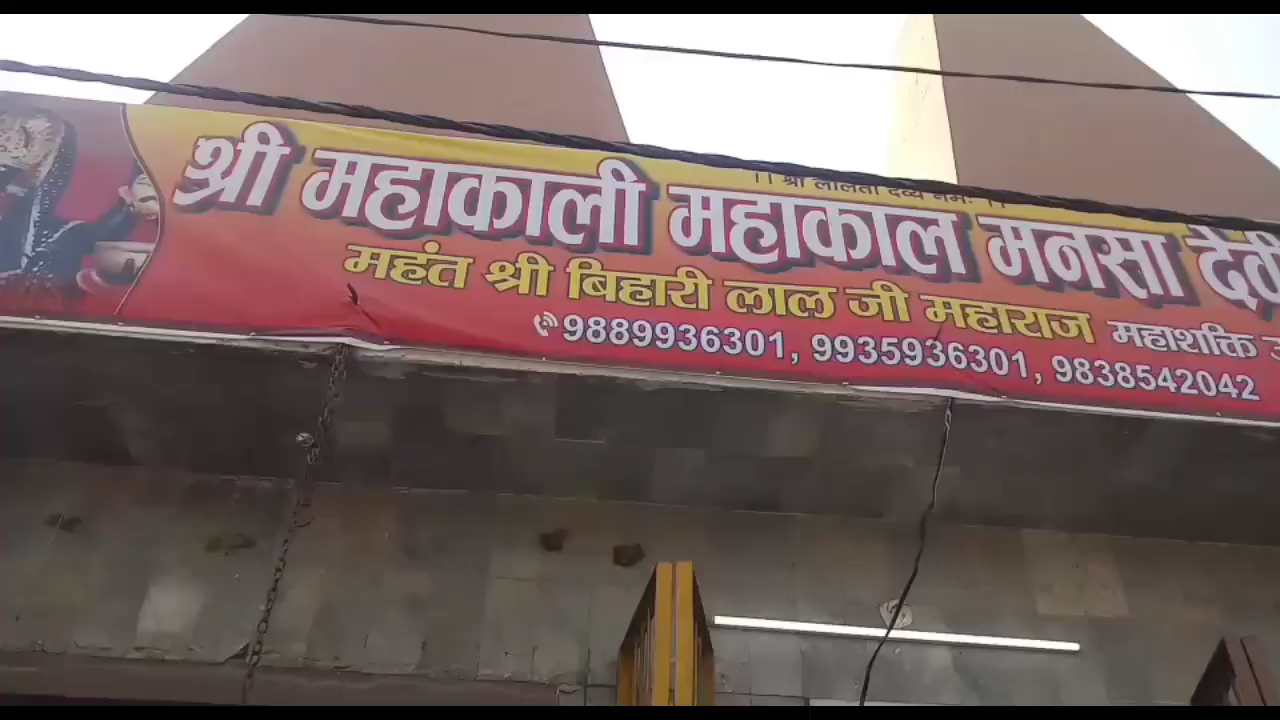 ।। श्री ललिता देव्यै नमः ।।
श्री महाकाली महाकाल मनसा देवी
महंत श्री बिहारी लाल जी महाराज महाशक्ति
9889936301, 9935936301, 9838542042